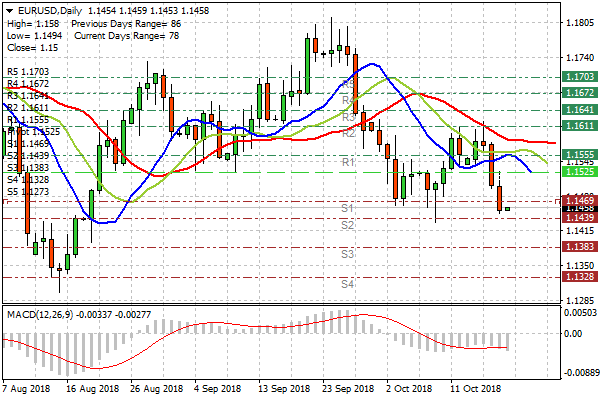 EURUSD,Daily 1.1454 1.1459 1.1453 1.1458
High= 1.158 Previous Days Range= 86
Low= 1.1494 Current Days Range= 78
Close= 1.15
R5 1.1703
R4 1.1672
R3 1.1641
R2 1.1611
R1 1.1555
Pivot 1.1525
S1 1.1469
S2 1.1439
S3 1.1383
S4 1.1328
S5 1.1273
R5
R4
R3
R2
R1
S1
S2
S3
S4
1.1805
1.1740
1.1703
1.1672
1.1641
1.1611
1.1555
1.1545
1.1525
1.1469
1.1458
1.1439
1.1410
1.1383
1.1350
1.1328
1.1285
MACD(12,26,9) -0.00337 -0.00277
0.00503
0.00
-0.00889
7 Aug 2018
16 Aug 2018
26 Aug 2018
4 Sep 2018
13 Sep 2018
23 Sep 2018
2 Oct 2018
11 Oct 2018